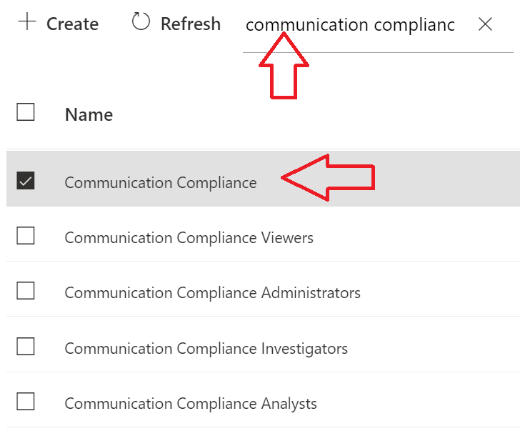 + Create Refresh communication complianc ×
Name
Communication Compliance
Communication Compliance Viewers
Communication Compliance Administrators
Communication Compliance Investigators
Communication Compliance Analysts